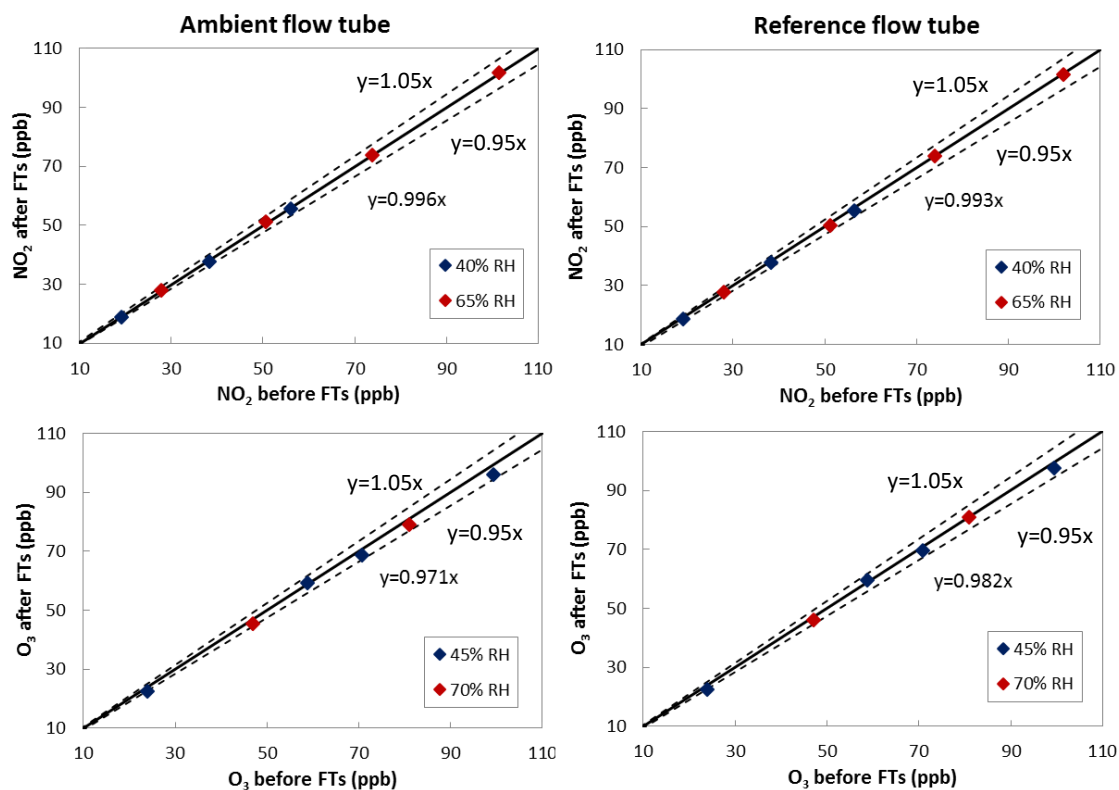 Ambient flow tube
NO₂ after FTs (ppb)
110
90
70
50
30
10
y=1.05x
y=0.95x
y=0.996x
40% RH
65% RH
10 30 50 70 90 110
NO₂ before FTs (ppb)
Reference flow tube
NO₂ after FTs (ppb)
110
90
70
50
30
10
y=1.05x
y=0.95x
y=0.993x
40% RH
65% RH
10 30 50 70 90 110
NO₂ before FTs (ppb)
O₃ after FTs (ppb)
110
90
70
50
30
10
y=1.05x
y=0.95x
y=0.971x
45% RH
70% RH
10 30 50 70 90 110
O₃ before FTs (ppb)
O₃ after FTs (ppb)
110
90
70
50
30
10
y=1.05x
y=0.95x
y=0.982x
45% RH
70% RH
10 30 50 70 90 110
O₃ before FTs (ppb)